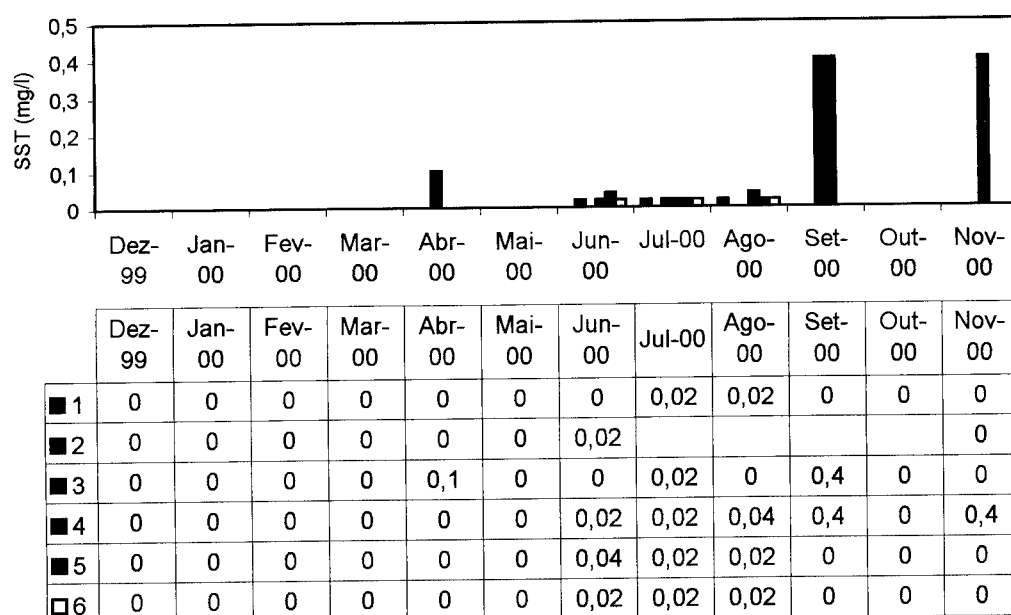 0,5
0,4
0,3
0,2
0,1
0
SST (mg/l)
Dez-99 Jan-00 Fev-00 Mar-00 Abr-00 Mai-00 Jun-00 Jul-00 Ago-00 Set-00 Out-00 Nov-00
Dez-99 Jan-00 Fev-00 Mar-00 Abr-00 Mai-00 Jun-00 Jul-00 Ago-00 Set-00 Out-00 Nov-00
1 0 0 0 0 0 0 0 0,02 0,02 0 0 0
2 0 0 0 0 0 0 0,02 0
3 0 0 0 0 0,1 0 0 0,02 0 0,4 0 0
4 0 0 0 0 0 0 0,02 0,02 0,04 0,4 0 0,4
5 0 0 0 0 0 0 0,04 0,02 0,02 0 0 0
6 0 0 0 0 0 0 0,02 0,02 0,02 0 0 0